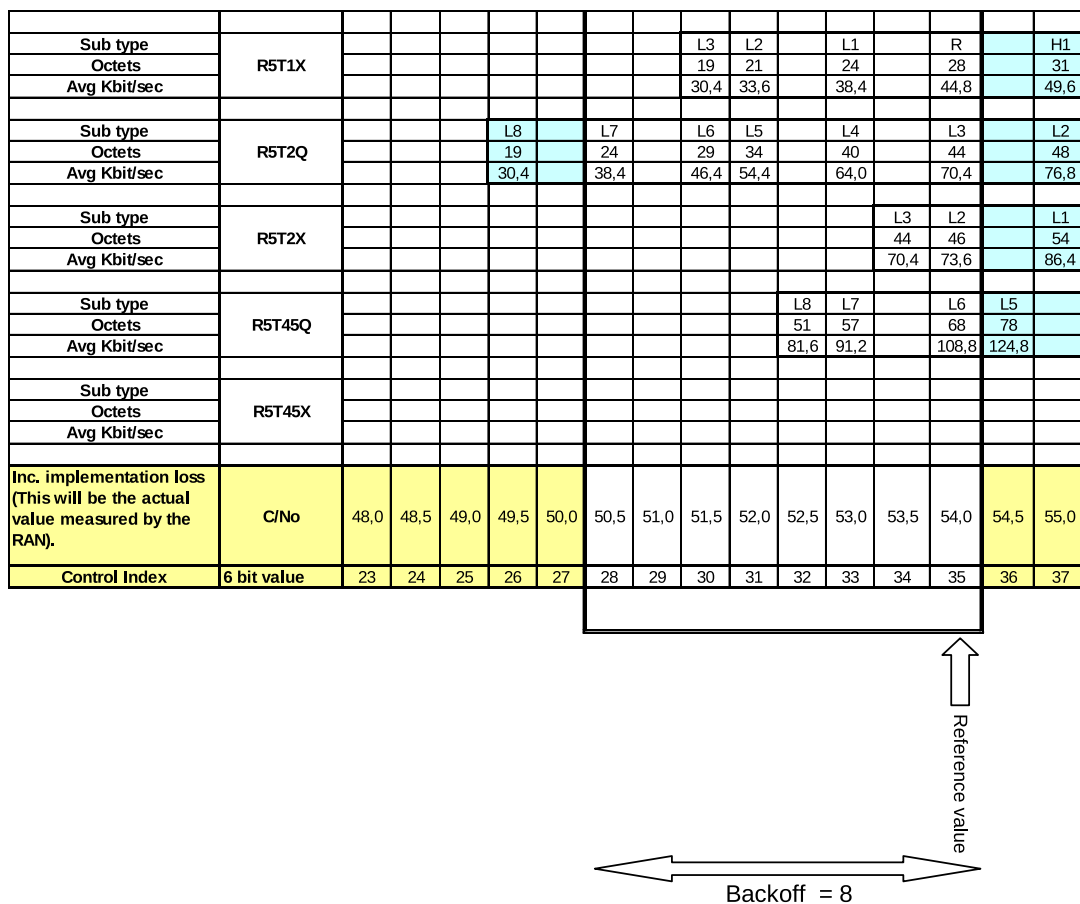 Sub type L3 L2 L1 R H1
Octets R5T1X 19 21 24 28 31
Avg Kbit/sec 30,4 33,6 38,4 44,8 49,6
Sub type L8 L7 L6 L5 L4 L3 L2
Octets R5T2Q 19 24 29 34 40 44 48
Avg Kbit/sec 30,4 38,4 46,4 54,4 64,0 70,4 76,8
Sub type L3 L2 L1
Octets R5T2X 44 46 54
Avg Kbit/sec 70,4 73,6 86,4
Sub type L8 L7 L6 L5
Octets R5T45Q 51 57 68 78
Avg Kbit/sec 81,6 91,2 108,8 124,8
Sub type
Octets R5T45X
Avg Kbit/sec
Inc. implementation loss
(This will be the actual
value measured by the
RAN).
C/No 48,0 48,5 49,0 49,5 50,0 50,5 51,0 51,5 52,0 52,5 53,0 53,5 54,0 54,5 55,0
Control Index 6 bit value 23 24 25 26 27 28 29 30 31 32 33 34 35 36 37
Reference value
Backoff = 8